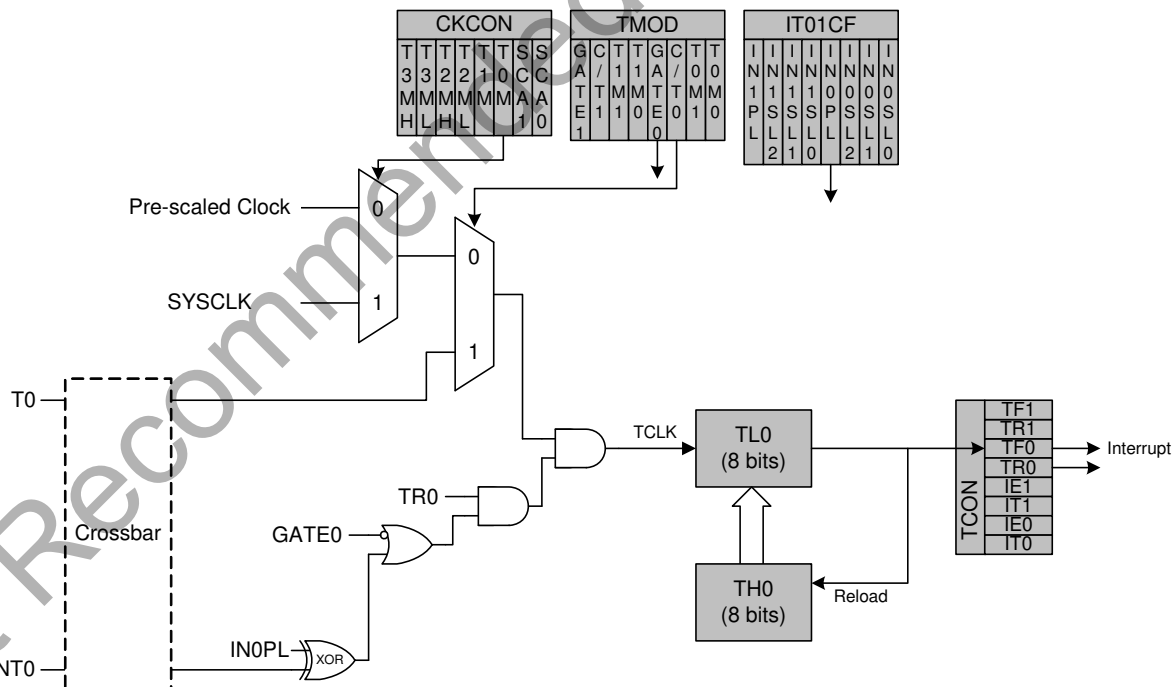 CKCON
T3MH
T3ML
T2MH
T2ML
T1M
T0M
SCA1
SCA0
TMOD
GATE1
C/T1
T1M1
T1M0
GATE0
C/T0
T0M1
T0M0
IT01CF
IN1PL
IN1SL2
IN1SL1
IN1SL0
IN0PL
IN0SL2
IN0SL1
IN0SL0
Pre-scaled Clock
0
SYSCLK
1
0
1
T0
Crossbar
TR0
GATE0
IN0PL
XOR
NT0
TCLK
TL0
(8 bits)
TH0
(8 bits)
Reload
TCON
TF1
TR1
TF0
TR0
IE1
IT1
IE0
IT0
Interrupt
Recommended